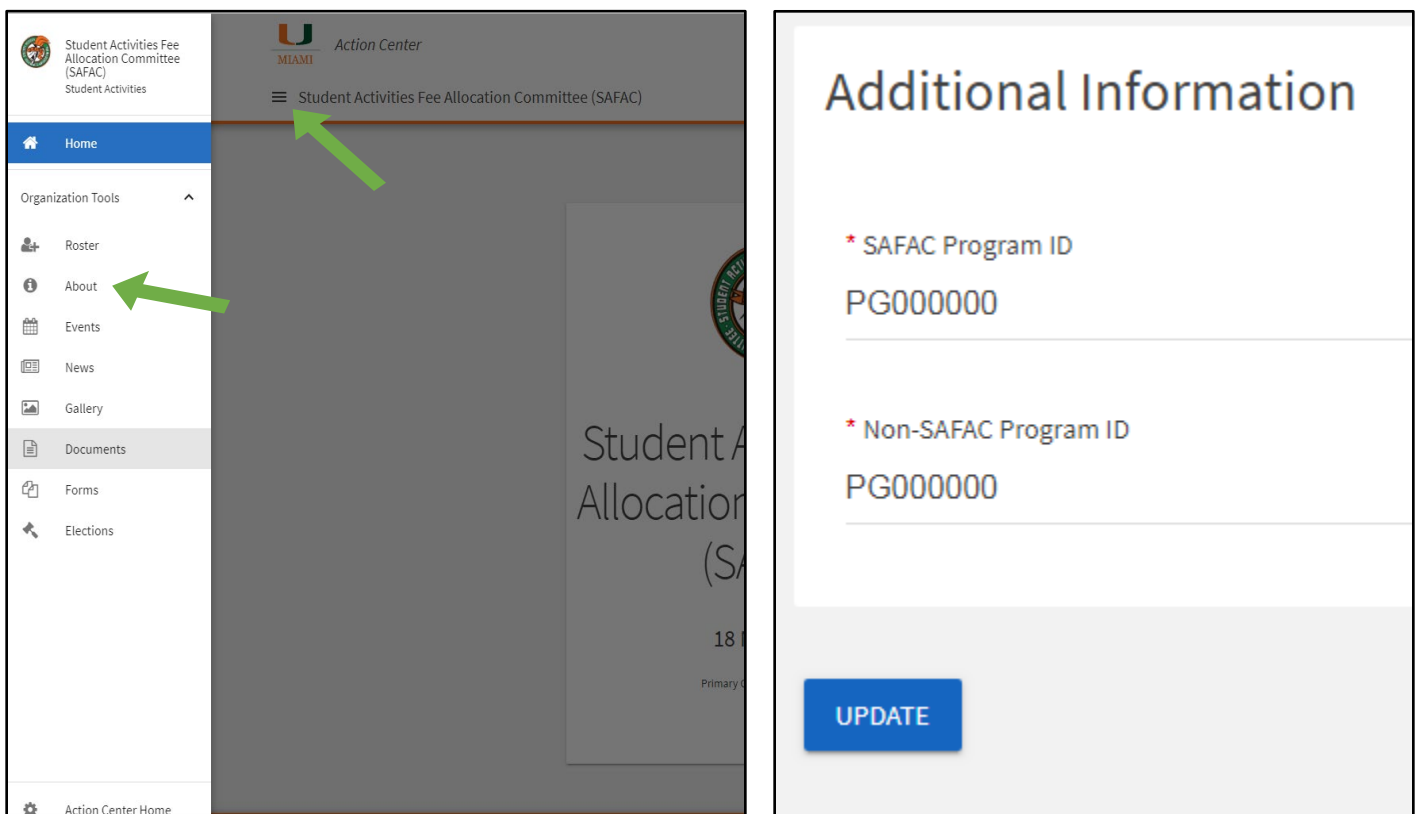 Student Activities Fee
Allocation Committee
(SAFAC)
Student Activities
Home
Organization Tools
Roster
About
Events
News
Gallery
Documents
Forms
Elections
Action Center Home
U
MIAMI
Action Center
Student Activities Fee Allocation Committee (SAFAC)
Student A
Allocation
(SA
18
Primary
Additional Information
* SAFAC Program ID
PG000000
* Non-SAFAC Program ID
PG000000
UPDATE